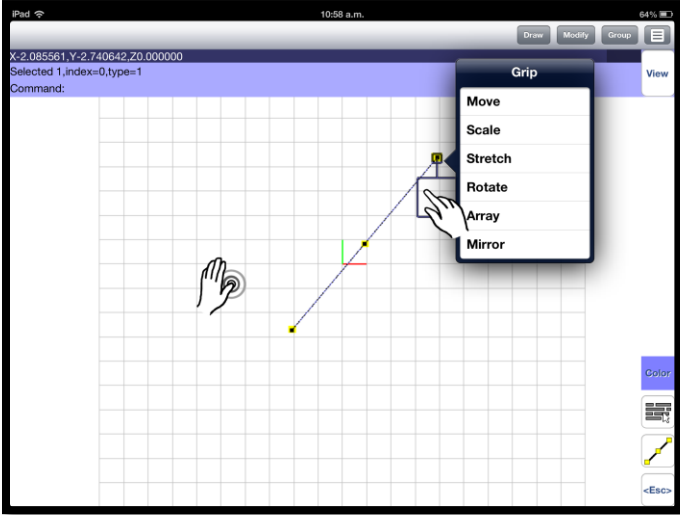 iPad 10:58 a.m. 64%
Draw Modify Group
X-2.085561,Y-2.740642,Z0.000000
Selected 1,index=0,type=1
Command:
View
Grip
Move
Scale
Stretch
Rotate
Array
Mirror
Color
<Esc>